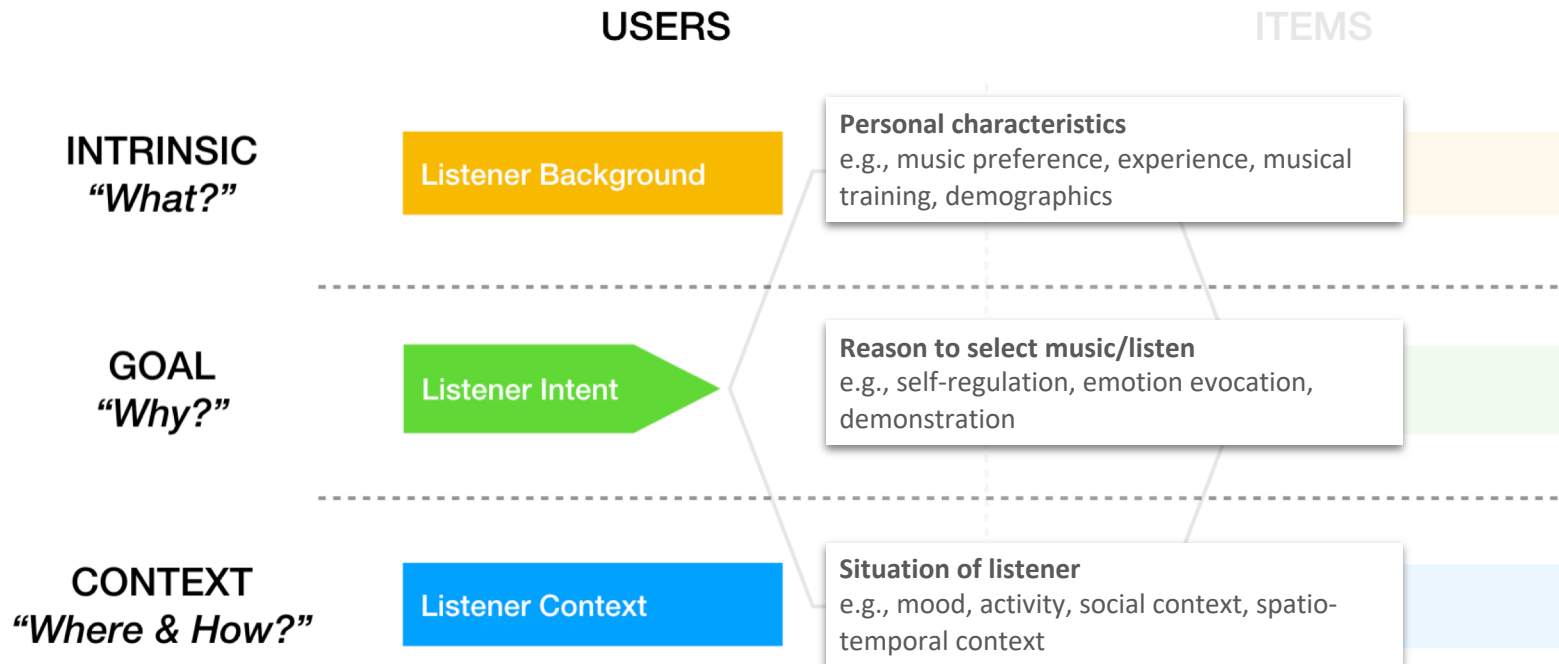 USERS
ITEMS
INTRINSIC
“What?”
Listener Background
Personal characteristics
e.g., music preference, experience, musical
training, demographics
GOAL
“Why?”
Listener Intent
Reason to select music/listen
e.g., self-regulation, emotion evocation,
demonstration
CONTEXT
“Where & How?”
Listener Context
Situation of listener
e.g., mood, activity, social context, spatio-
temporal context